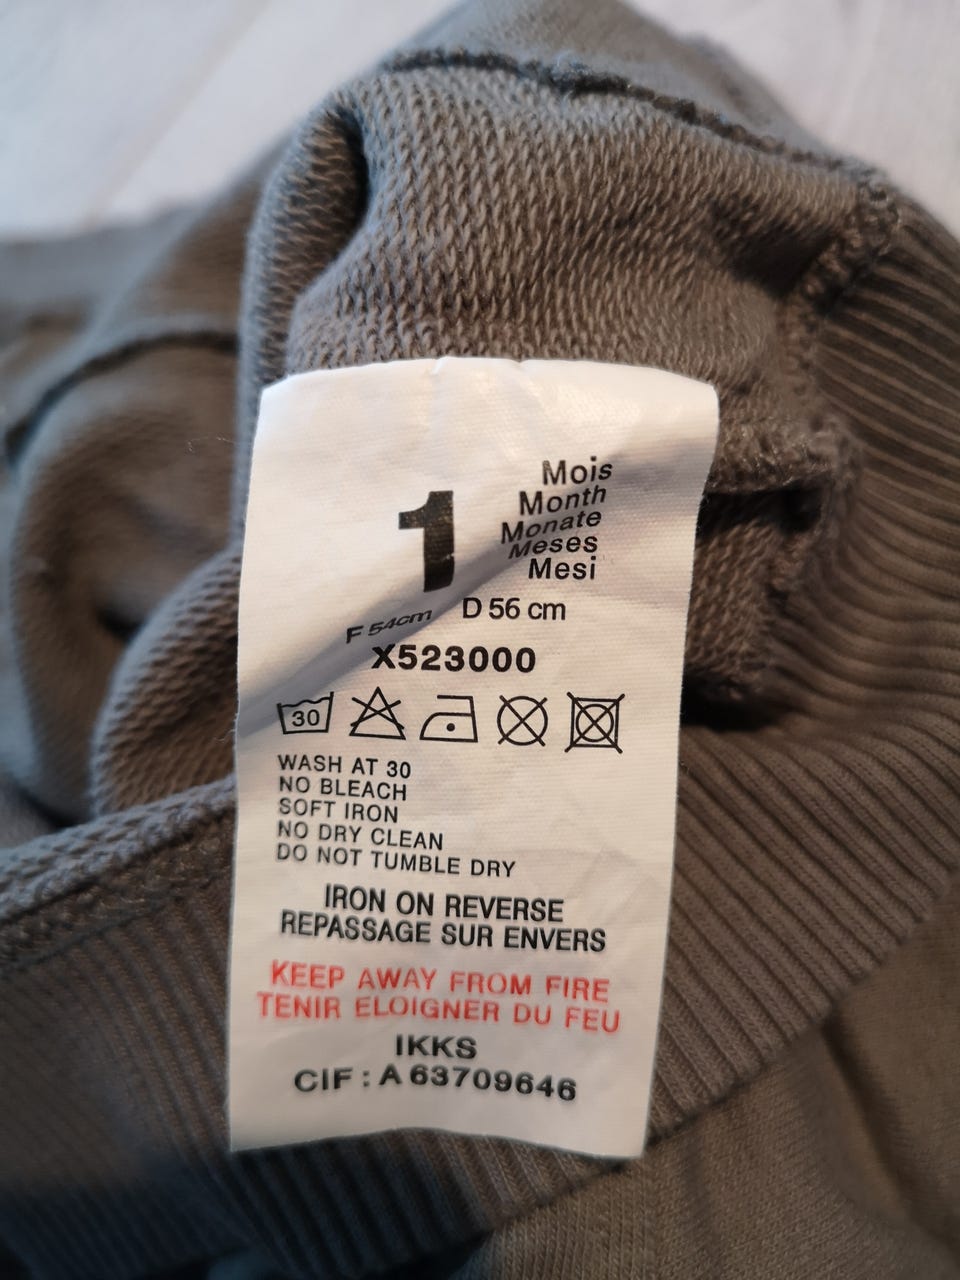 1
Mois
Month
Monate
Meses
Mesi
F 54cm D 56 cm
X523000
30
WASH AT 30
NO BLEACH
SOFT IRON
NO DRY CLEAN
DO NOT TUMBLE DRY
IRON ON REVERSE
REPASSAGE SUR ENVERS
KEEP AWAY FROM FIRE
TENIR ELOIGNER DU FEU
IKKS
CIF : A 63709646